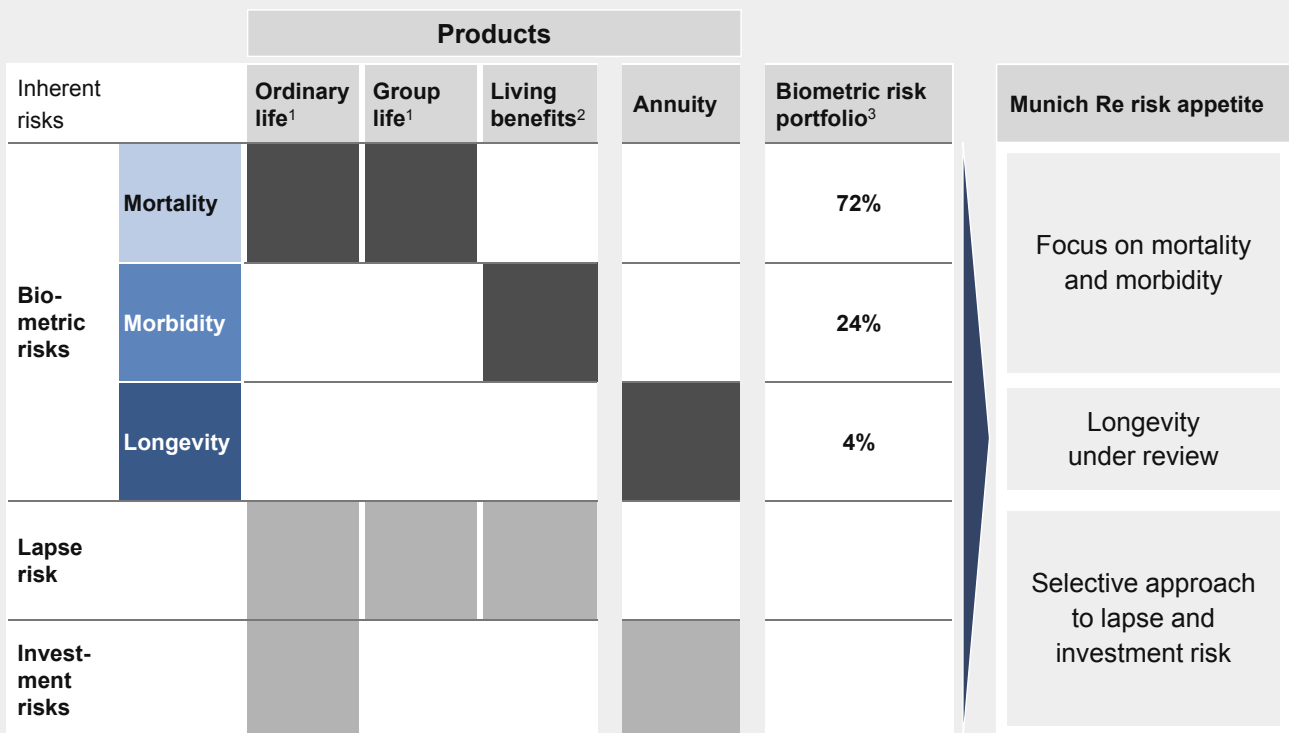 Products
Inherent
risks
Ordinary
life1
Group
life1
Living
benefits2
Annuity
Biometric risk
portfolio3
Munich Re risk appetite
Bio-
metric
risks
Mortality
72%
Morbidity
24%
Longevity
4%
Focus on mortality
and morbidity
Longevity
under review
Lapse
risk
Invest-
ment
risks
Selective approach
to lapse and
investment risk